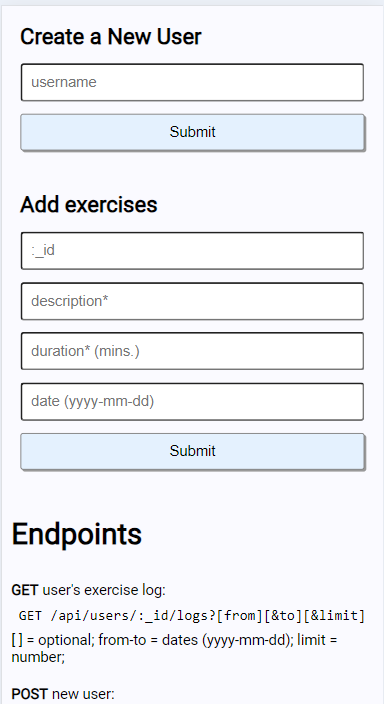 Create a New User
username
Submit
Add exercises
:_id
description*
duration* (mins.)
date (yyyy-mm-dd)
Submit
Endpoints
GET user's exercise log:
GET /api/users/:_id/logs?[from][&to][&limit]
[ ] = optional; from-to = dates (yyyy-mm-dd); limit =
number;
POST new user: